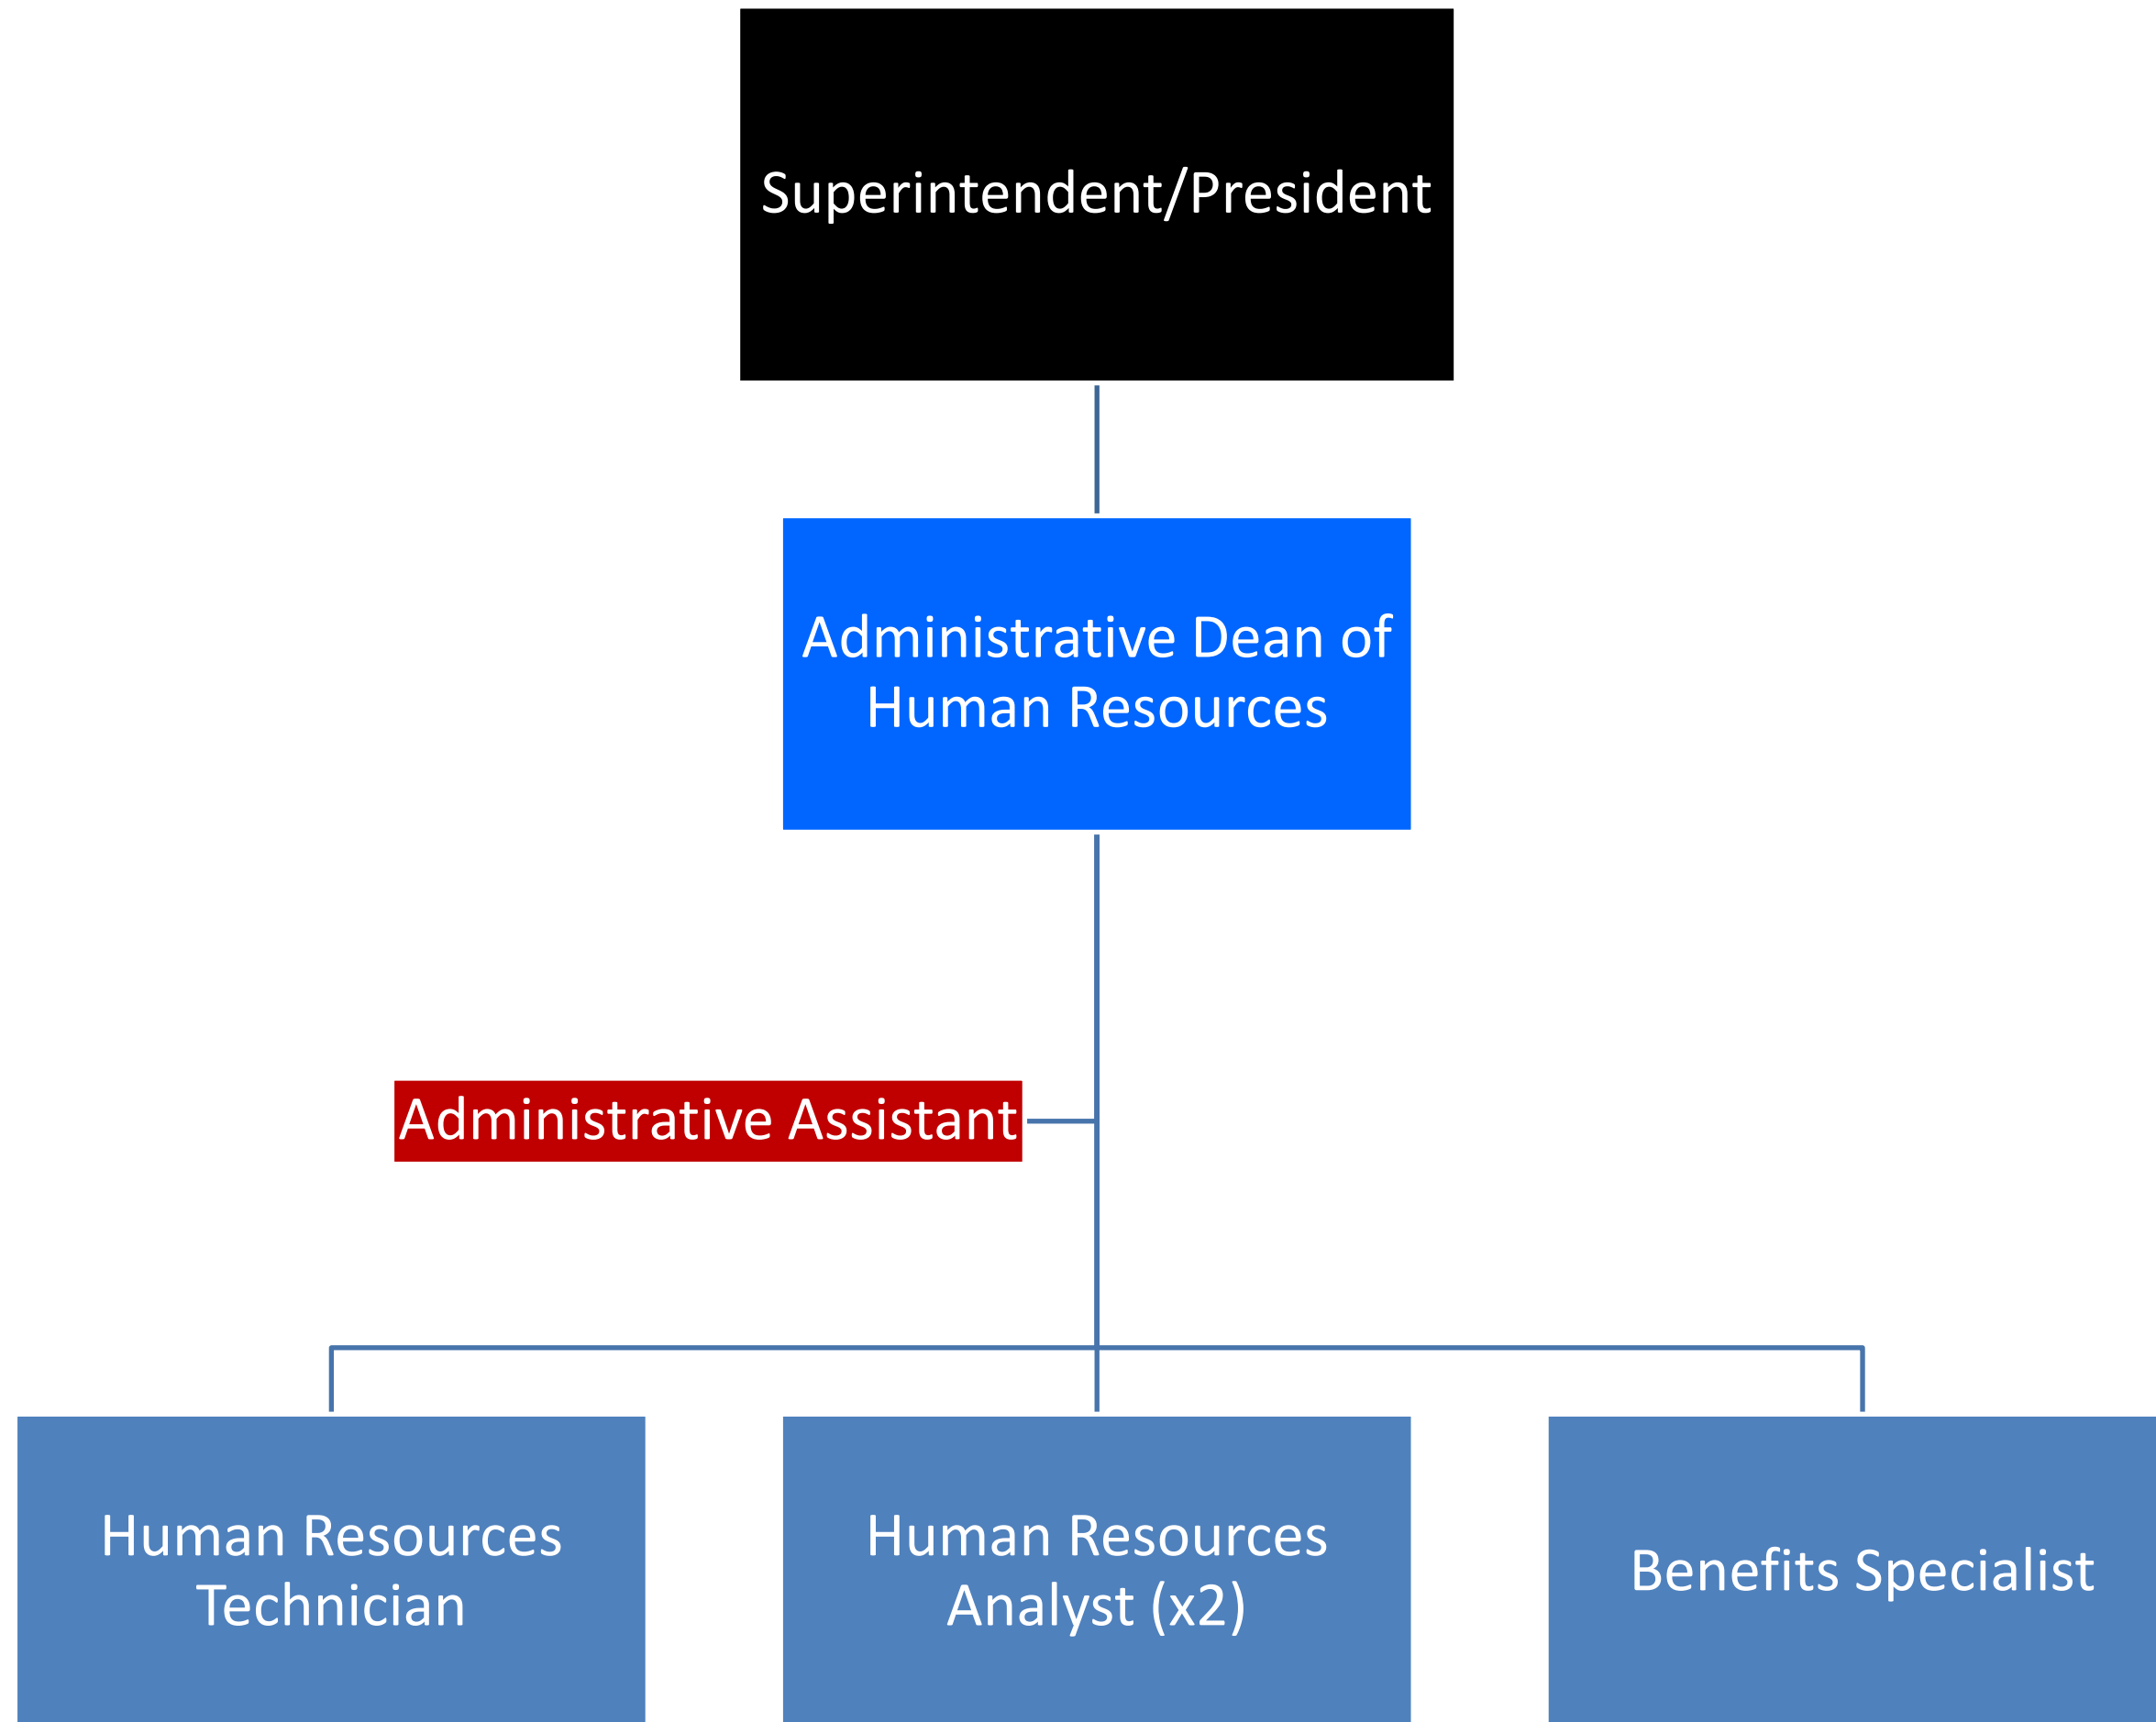 Superintendent/President
Administrative Dean of
Human Resources
Administrative Assistant
Human Resources
Technician
Human Resources
Analyst (x2)
Benefits Specialist